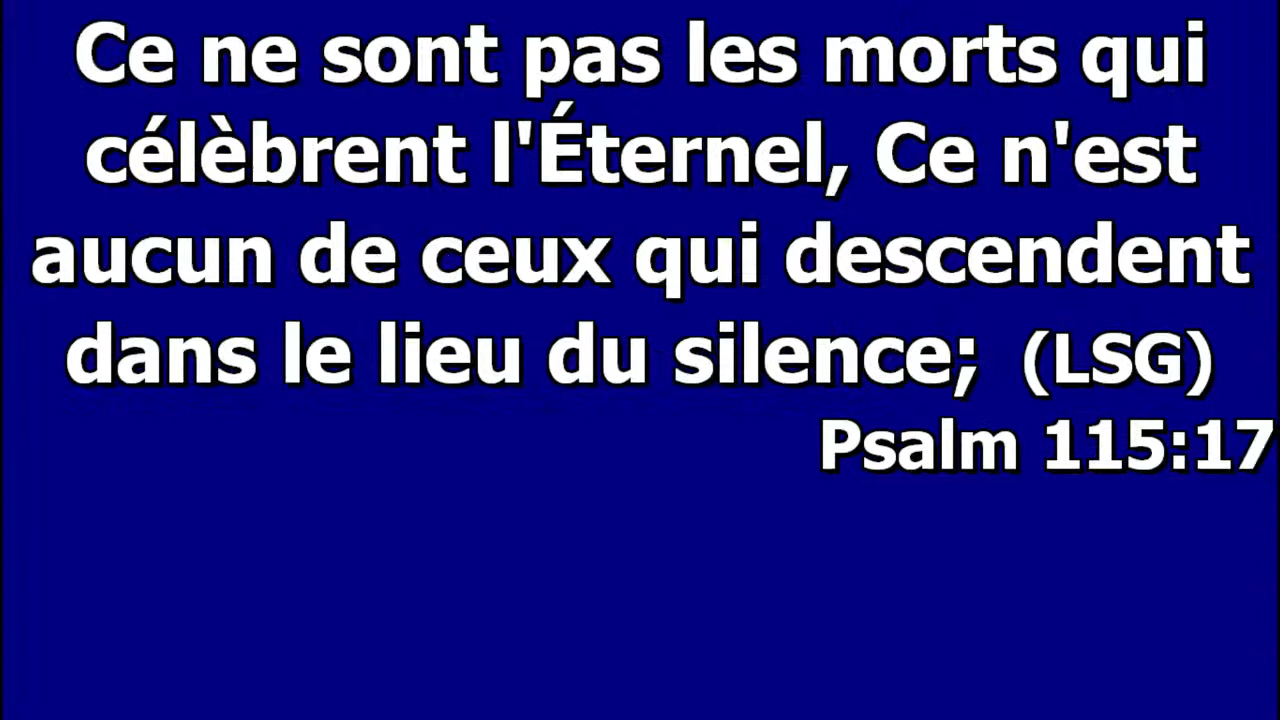 Ce ne sont pas les morts qui
célèbrent l'Éternel, Ce n'est
aucun de ceux qui descendent
dans le lieu du silence; (LSG)
Psalm 115:17